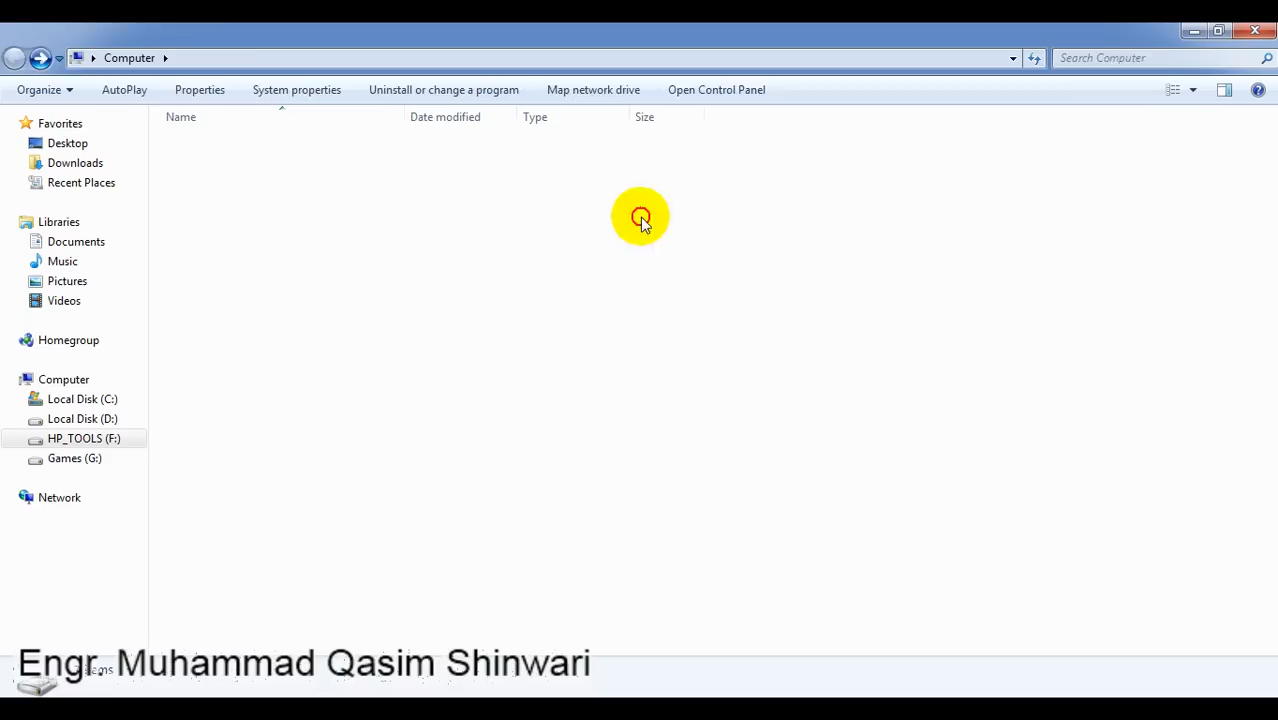 Computer
Search Computer
Organize AutoPlay Properties System properties Uninstall or change a program Map network drive Open Control Panel
Name Date modified Type Size
Favorites
Desktop
Downloads
Recent Places
Libraries
Documents
Music
Pictures
Videos
Homegroup
Computer
Local Disk (C:)
Local Disk (D:)
HP_TOOLS (F:)
Games (G:)
Network
Engr. Muhammad Qasim Shinwari